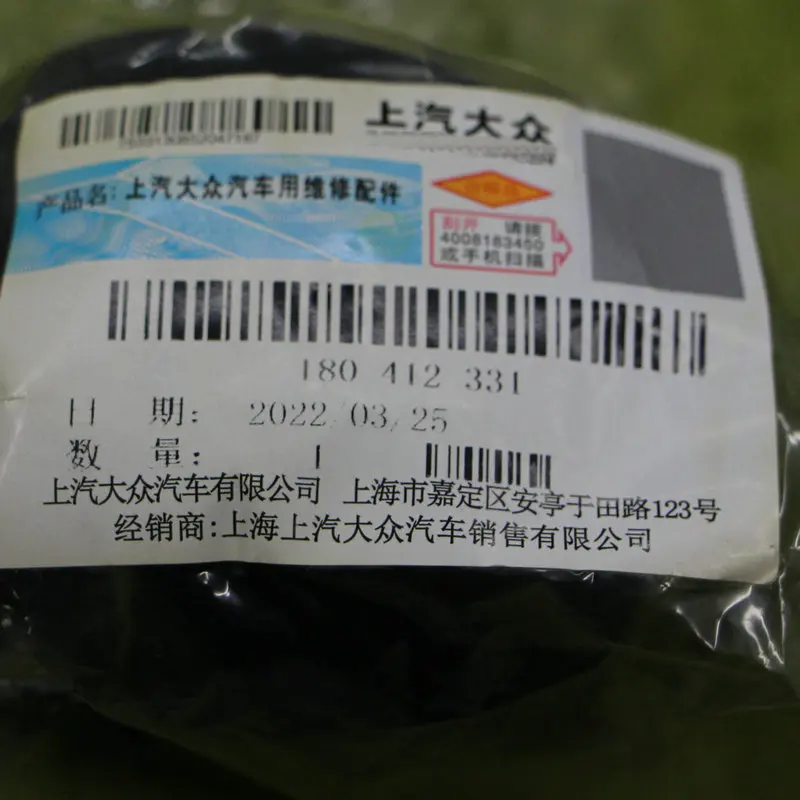 上汽大众
产品名: 上汽大众汽车用维修配件
刮开 请拨
4008183450
或手机扫描
180 412 331
日 期: 2022/03/25
数 量: 1
上汽大众汽车有限公司 上海市嘉定区安亭于田路123号
经销商:上海上汽大众汽车销售有限公司